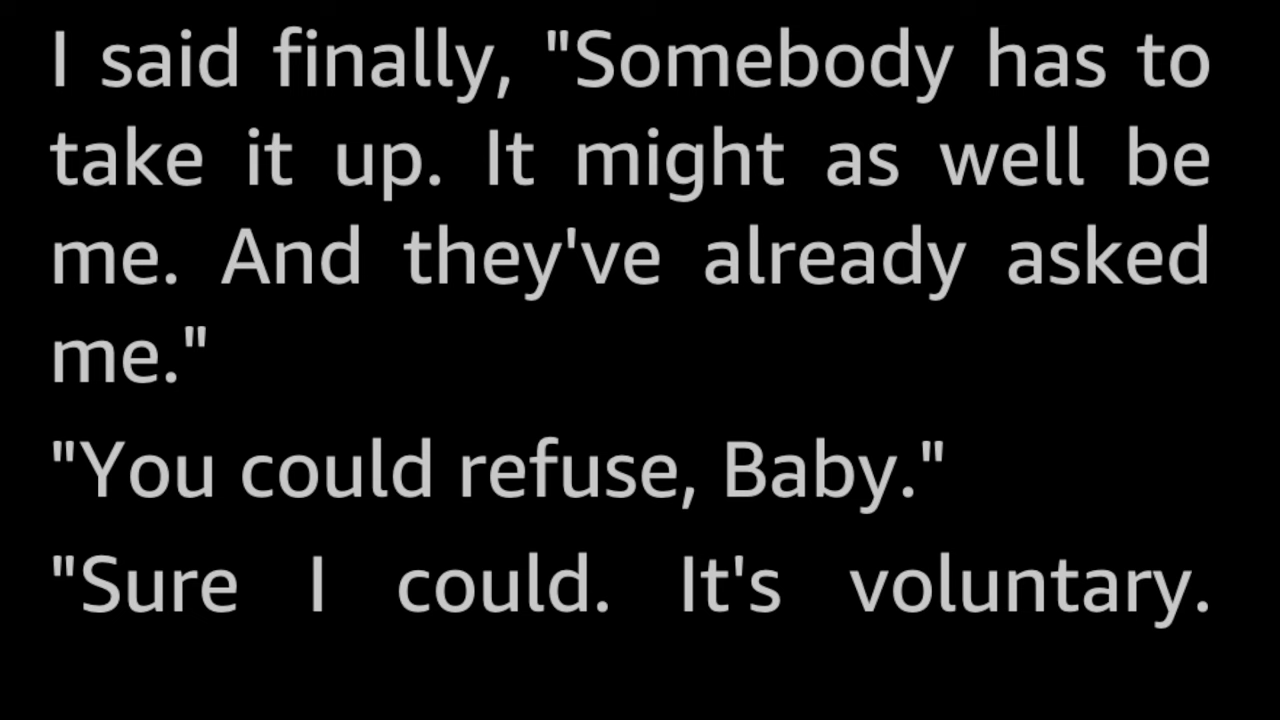 I said finally, "Somebody has to
take it up. It might as well be
me. And they've already asked
me."
"You could refuse, Baby."
"Sure I could. It's voluntary.